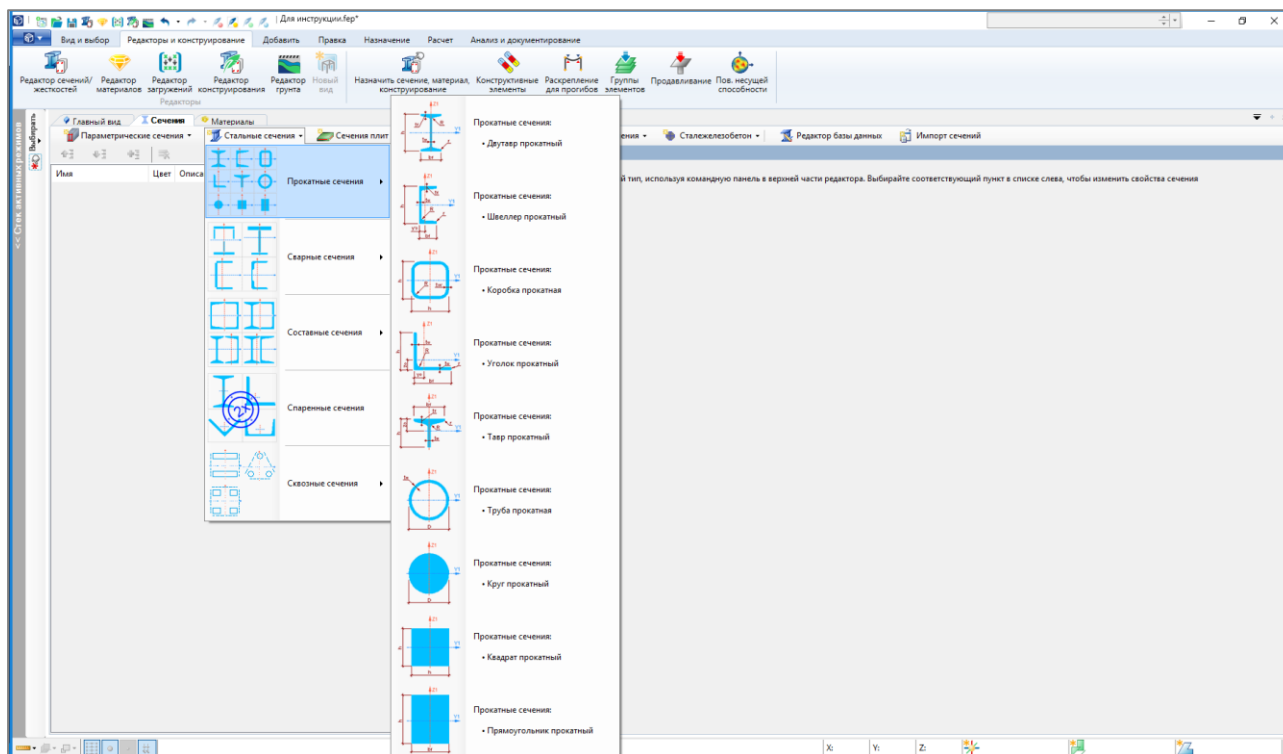 Для инструкции.fep*
Вид и выбор Редакторы и конструирование Добавить Правка Назначение Расчет Анализ и документирование
Редактор сечений/ жесткостей
Редактор материалов
Редактор загружений
Редактор конструирования
Редактор грунта
Новый вид
Назначить сечение, материал, конструирование
Конструктивные элементы
Раскрепление для прогибов
Группы элементов
Продавливание
Пов. несущей способности
Редакторы
<< Стек активных режимов
Выбирать
Главный вид Сечения Материалы
Параметрические сечения Стальные сечения Сечения плит Сталежелезобетон Редактор базы данных Импорт сечений
Имя Цвет Описа
тип, используя командную панель в верхней части редактора. Выбирайте соответствующий пункт в списке слева, чтобы изменить свойства сечения
Прокатные сечения
Сварные сечения
Составные сечения
2x
Спаренные сечения
Сквозные сечения
Прокатные сечения:
• Двутавр прокатный
Прокатные сечения:
• Швеллер прокатный
Прокатные сечения:
• Коробка прокатная
Прокатные сечения:
• Уголок прокатный
Прокатные сечения:
• Тавр прокатный
Прокатные сечения:
• Труба прокатная
Прокатные сечения:
• Круг прокатный
Прокатные сечения:
• Квадрат прокатный
Прокатные сечения:
• Прямоугольник прокатный
X: Y: Z: